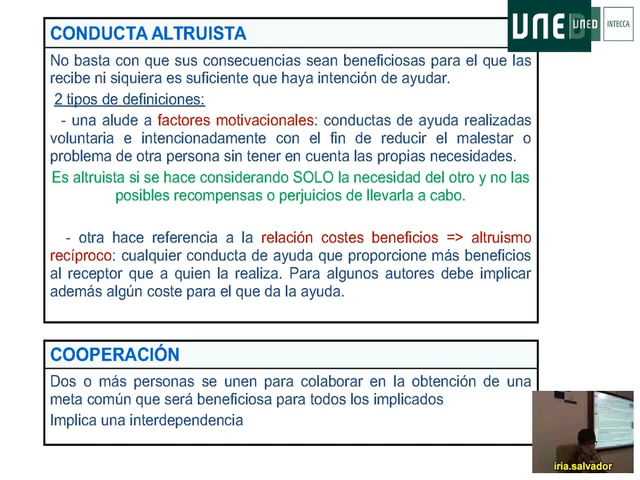 CONDUCTA ALTRUISTA
UNED
UNED
INTECCA
No basta con que sus consecuencias sean beneficiosas para el que las
recibe ni siquiera es suficiente que haya intención de ayudar.
2 tipos de definiciones:
- una alude a factores motivacionales: conductas de ayuda realizadas
voluntaria e intencionadamente con el fin de reducir el malestar o
problema de otra persona sin tener en cuenta las propias necesidades.
Es altruista si se hace considerando SOLO la necesidad del otro y no las
posibles recompensas o perjuicios de llevarla a cabo.
- otra hace referencia a la relación costes beneficios => altruismo
recíproco: cualquier conducta de ayuda que proporcione más beneficios
al receptor que a quien la realiza. Para algunos autores debe implicar
además algún coste para el que da la ayuda.
COOPERACIÓN
Dos o más personas se unen para colaborar en la obtención de una
meta común que será beneficiosa para todos los implicados
Implica una interdependencia
iria.salvador